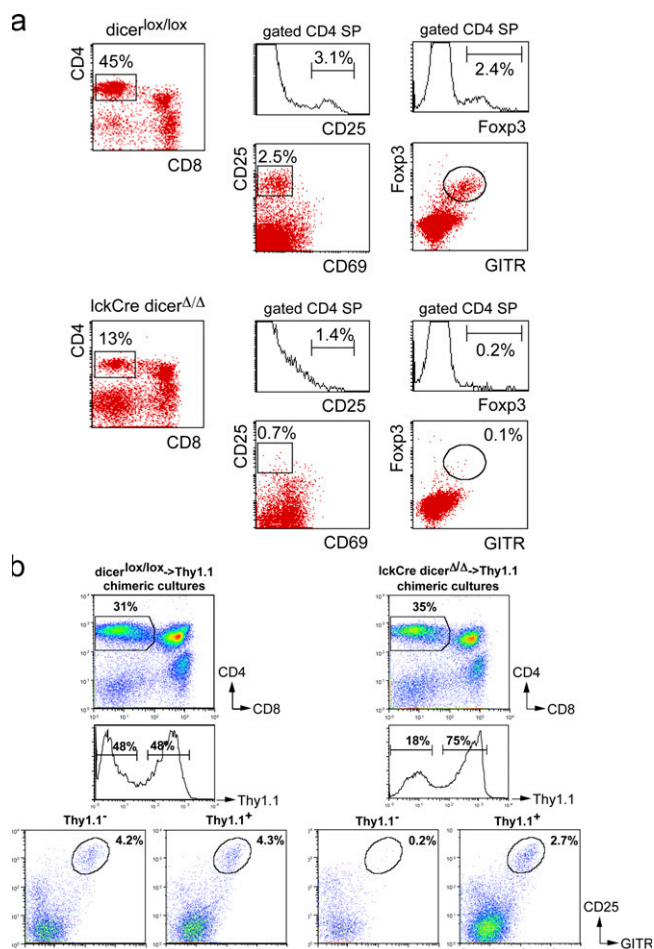 a
dicer^lox/lox
gated CD4 SP
gated CD4 SP
45%
3.1%
2.4%
CD4
CD8
CD25
Foxp3
CD25
2.5%
Foxp3
CD69
GITR
lckCre dicer^Δ/Δ
gated CD4 SP
gated CD4 SP
13%
1.4%
0.2%
CD4
CD8
CD25
Foxp3
CD25
0.7%
Foxp3
0.1%
CD69
GITR
b
dicer^lox/lox->Thy1.1
chimeric cultures
lckCre dicer^Δ/Δ->Thy1.1
chimeric cultures
31%
35%
CD4
CD8
CD4
CD8
48%
48%
18%
75%
Thy1.1
Thy1.1
Thy1.1-
Thy1.1+
Thy1.1-
Thy1.1+
4.2%
4.3%
0.2%
2.7%
CD25
GITR